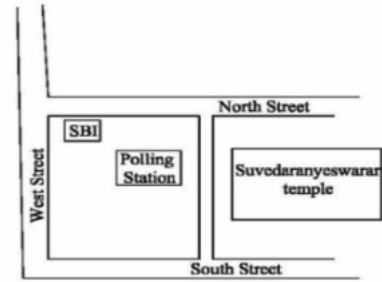 North Street
SBI
Polling
Station
West Street
Suvedaranyeswarar
temple
South Street